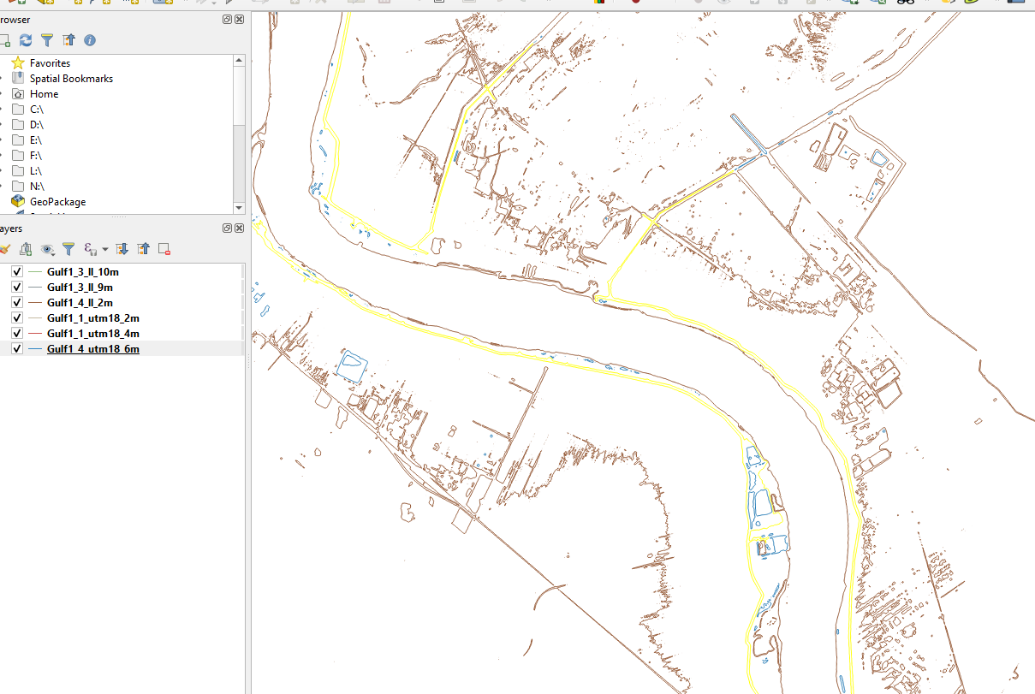 rowser
Favorites
Spatial Bookmarks
Home
C:\
D:\
E:\
F:\
L:\
N:\
GeoPackage
ayers
Gulf1_3_ll_10m
Gulf1_3_ll_9m
Gulf1_4_ll_2m
Gulf1_1_utm18_2m
Gulf1_1_utm18_4m
Gulf1_4_utm18_6m